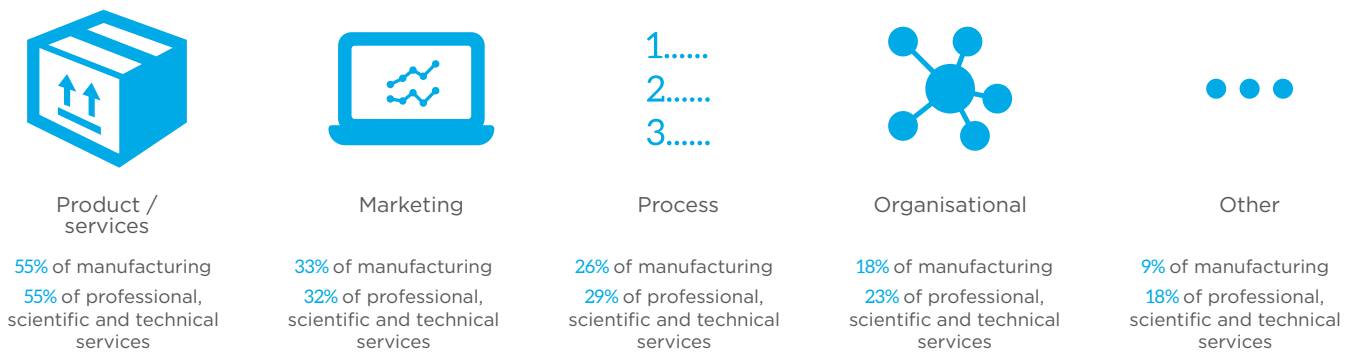 1......
2......
3......
Product /
services
55% of manufacturing
55% of professional,
scientific and technical
services
Marketing
33% of manufacturing
32% of professional,
scientific and technical
services
Process
26% of manufacturing
29% of professional,
scientific and technical
services
Organisational
18% of manufacturing
23% of professional,
scientific and technical
services
Other
9% of manufacturing
18% of professional,
scientific and technical
services